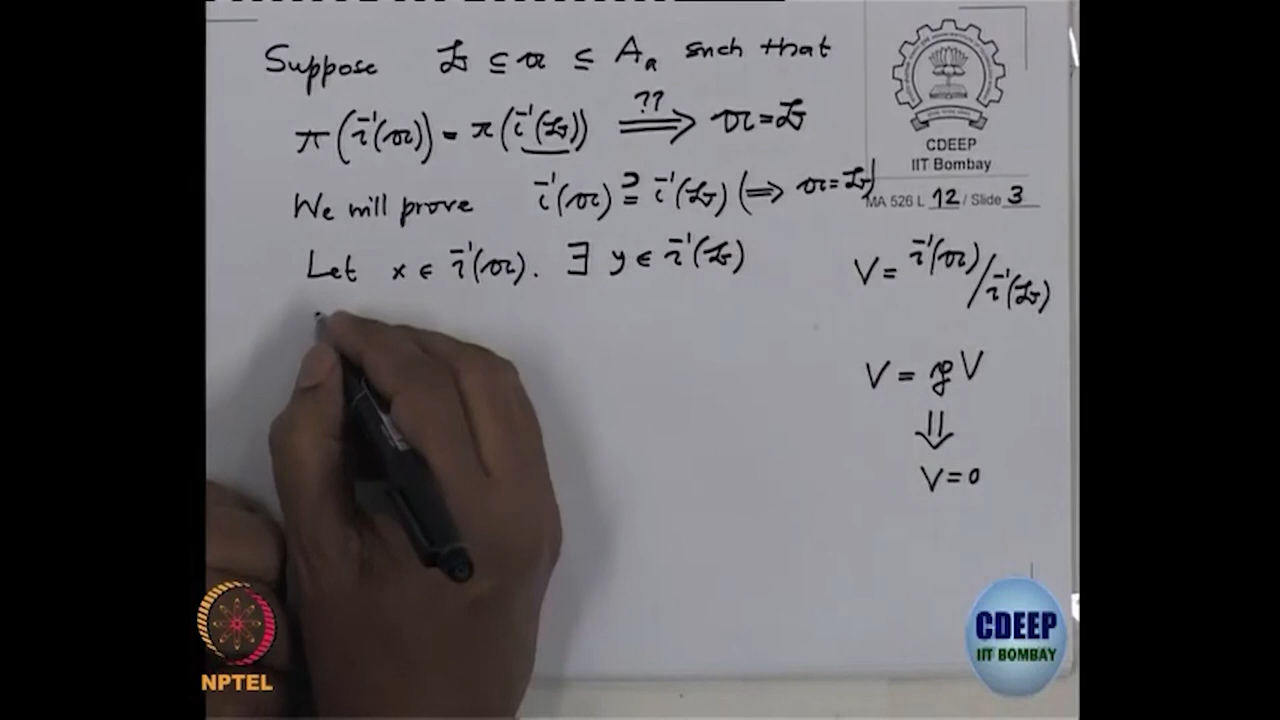 Suppose 𝔏 ⊆ 𝔞 ⊆ A_a such that
π(i⁻¹(𝔞)) = π(i⁻¹(𝔏)) ⟹ 𝔞 = 𝔏
??
We will prove i⁻¹(𝔞) ⊇ i⁻¹(𝔏) (⟹ 𝔞 = 𝔏)
Let x ∈ i⁻¹(𝔞). ∃ y ∈ i⁻¹(𝔏)
V = i⁻¹(𝔞) / i⁻¹(𝔏)
V = V
⇓
V = 0
CDEEP
IIT Bombay
MA 526 L 12 / Slide 3
NPTEL
CDEEP
IIT BOMBAY